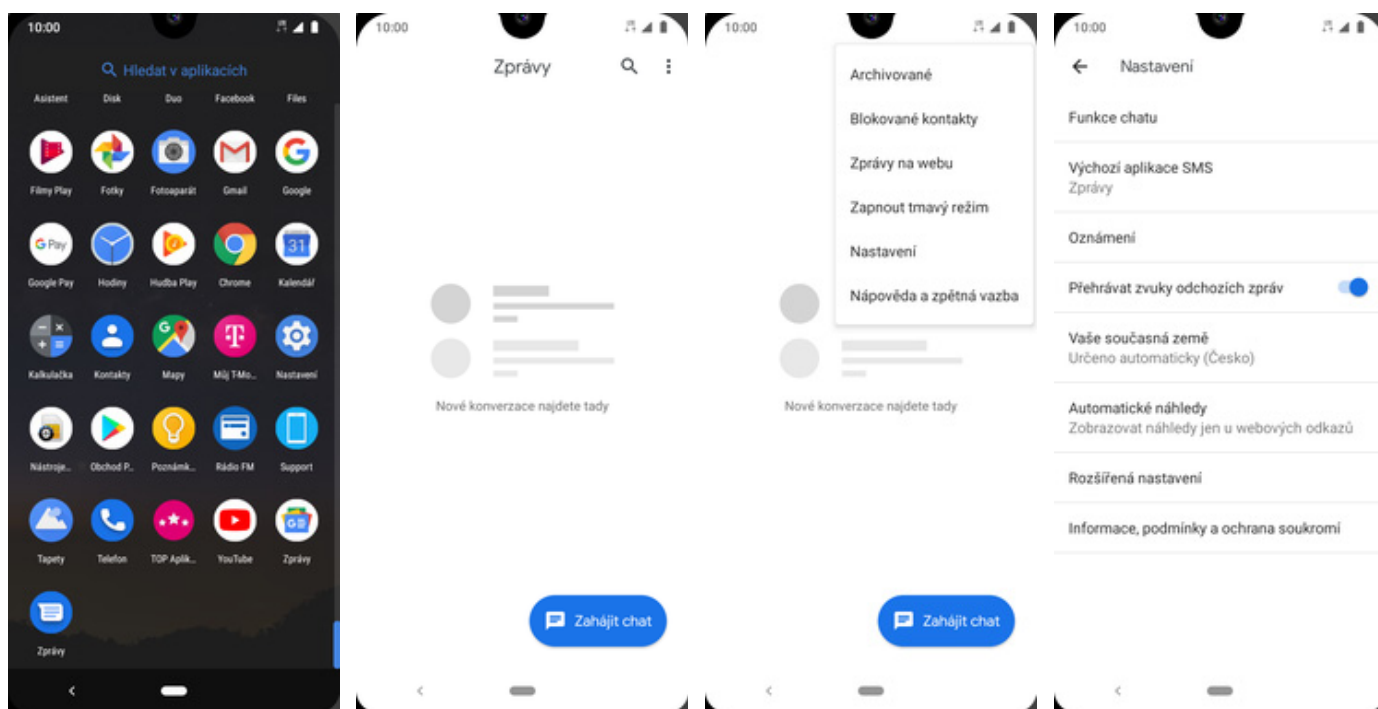 10:00
Hledat v aplikacích
Asistent Disk Duo Facebook Files
Filmy Play Fotky Fotoaparát Gmail Google
G Pay 31
Google Pay Hodiny Hudba Play Chrome Kalendář
Kalkulačka Kontakty Mapy Můj T-Mo... Nastavení
Nástroje... Obchod P... Poznámk... Rádio FM Support
Tapety Telefon TOP Aplik... YouTube Zprávy
Zprávy
10:00
Zprávy
Nové konverzace najdete tady
Zahájit chat
10:00
Archivované
Blokované kontakty
Zprávy na webu
Zapnout tmavý režim
Nastavení
Nápověda a zpětná vazba
Nové konverzace najdete tady
Zahájit chat
10:00
Nastavení
Funkce chatu
Výchozí aplikace SMS
Zprávy
Oznámení
Přehrávat zvuky odchozích zpráv
Vaše současná země
Určeno automaticky (Česko)
Automatické náhledy
Zobrazovat náhledy jen u webových odkazů
Rozšířená nastavení
Informace, podmínky a ochrana soukromí